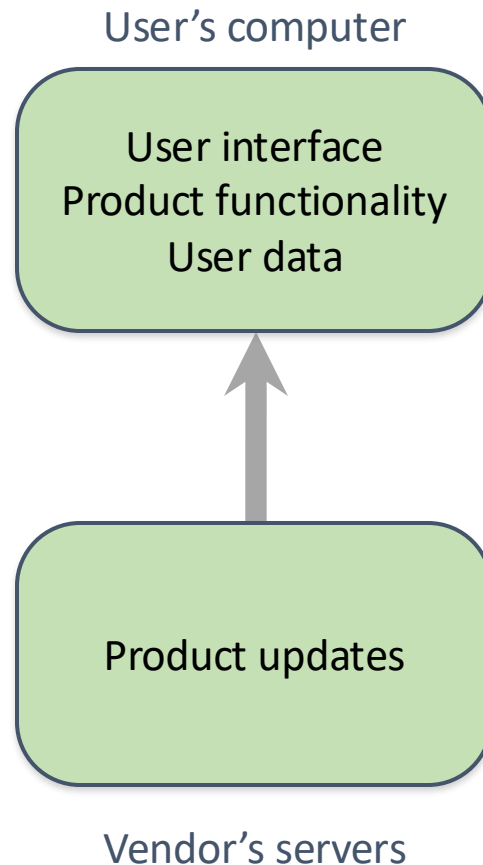 User’s computer
User interface
Product functionality
User data
Product updates
Vendor’s servers